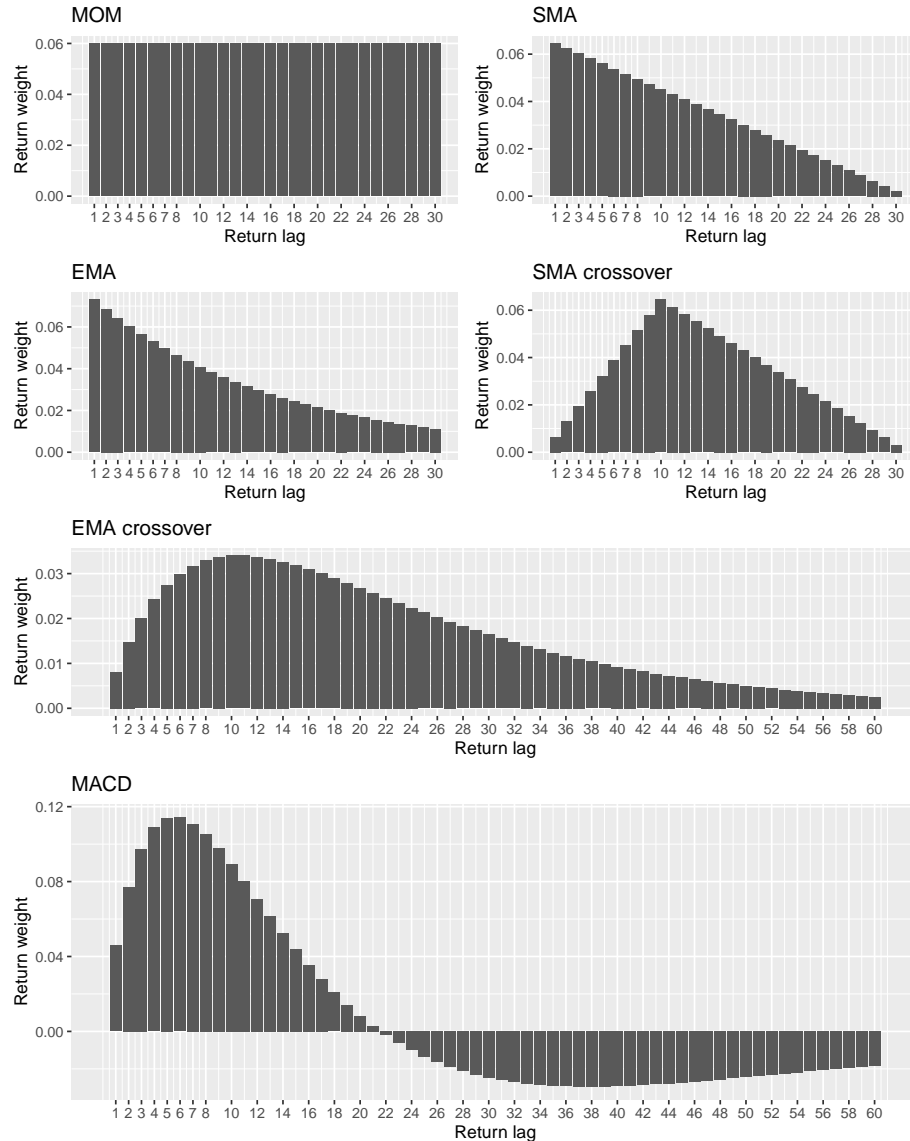 MOM
Return weight
0.06
0.04
0.02
0.00
1 2 3 4 5 6 7 8 10 12 14 16 18 20 22 24 26 28 30
Return lag
SMA
Return weight
0.06
0.04
0.02
0.00
1 2 3 4 5 6 7 8 10 12 14 16 18 20 22 24 26 28 30
Return lag
EMA
Return weight
0.06
0.04
0.02
0.00
1 2 3 4 5 6 7 8 10 12 14 16 18 20 22 24 26 28 30
Return lag
SMA crossover
Return weight
0.06
0.04
0.02
0.00
1 2 3 4 5 6 7 8 10 12 14 16 18 20 22 24 26 28 30
Return lag
EMA crossover
Return weight
0.03
0.02
0.01
0.00
1 2 3 4 5 6 7 8 10 12 14 16 18 20 22 24 26 28 30 32 34 36 38 40 42 44 46 48 50 52 54 56 58 60
Return lag
MACD
Return weight
0.12
0.08
0.04
0.00
1 2 3 4 5 6 7 8 10 12 14 16 18 20 22 24 26 28 30 32 34 36 38 40 42 44 46 48 50 52 54 56 58 60
Return lag